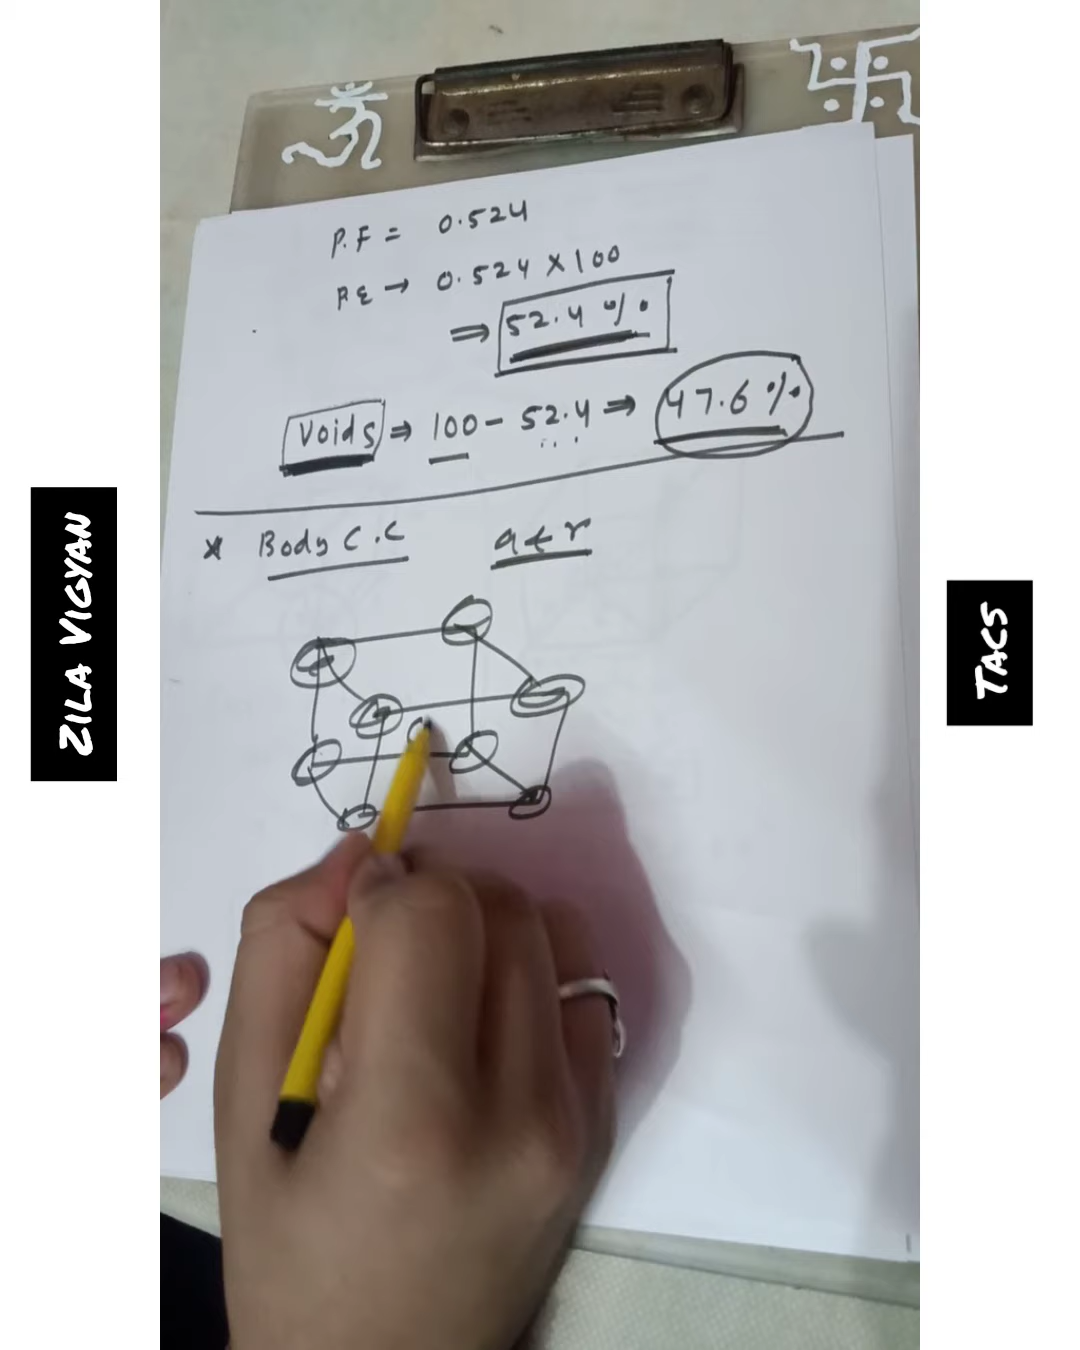 ॐ
P.F = 0.524
P.E → 0.524 × 100
⇒ 52.4 %
Voids ⇒ 100 - 52.4 ⇒ 47.6 %
* Body C.C a & r
ZILA VIGYAN
TACS